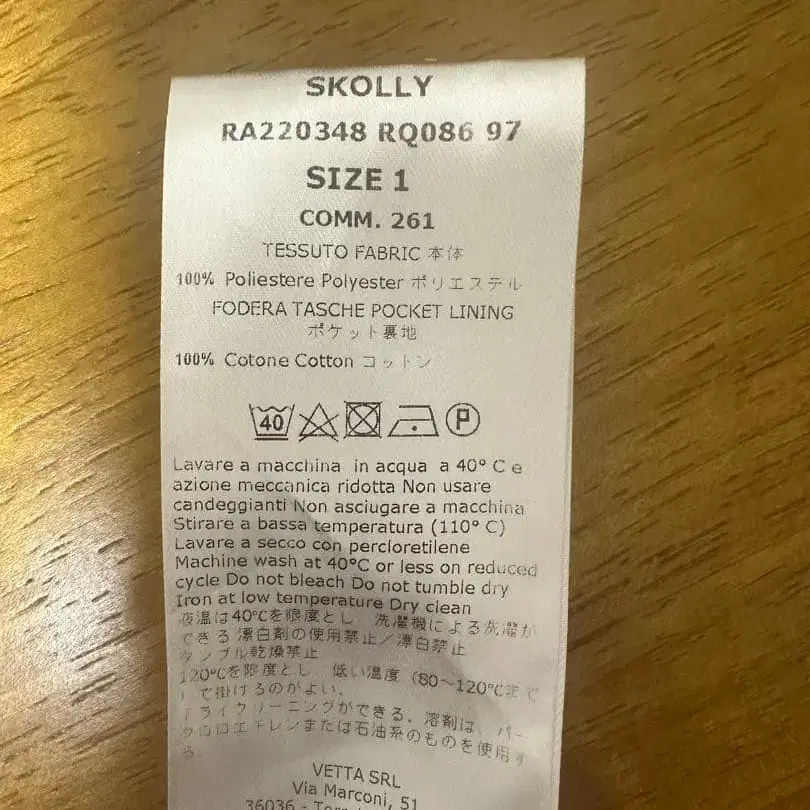 SKOLLY
RA220348 RQ086 97
SIZE 1
COMM. 261
TESSUTO FABRIC 本体
100% Poliestere Polyester ポリエステル
FODERA TASCHE POCKET LINING
ポケット裏地
100% Cotone Cotton コットン
40 P
Lavare a macchina in acqua a 40° C e
azione meccanica ridotta Non usare
candeggianti Non asciugare a macchina
Stirare a bassa temperatura (110° C)
Lavare a secco con percloretilene
Machine wash at 40°C or less on reduced
cycle Do not bleach Do not tumble dry
Iron at low temperature Dry clean
液温は40℃を限度とし 洗濯機による洗濯が
できる 漂白剤の使用禁止／漂白禁止
タンブル乾燥禁止
120℃を限度とし 低い温度 (80～120℃まで
で掛けるのがよい.
ドライクリーニングができる. 溶剤は、パー
クロロエチレンまたは石油系のものを使用す
る.
VETTA SRL
Via Marconi, 51
36036 -